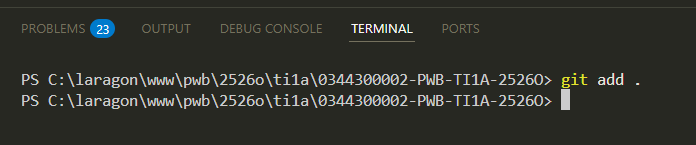 PROBLEMS 23 OUTPUT DEBUG CONSOLE TERMINAL PORTS
PS C:\laragon\www\pwb\2526o\ti1a\0344300002-PWB-TI1A-2526O> git add .
PS C:\laragon\www\pwb\2526o\ti1a\0344300002-PWB-TI1A-2526O>